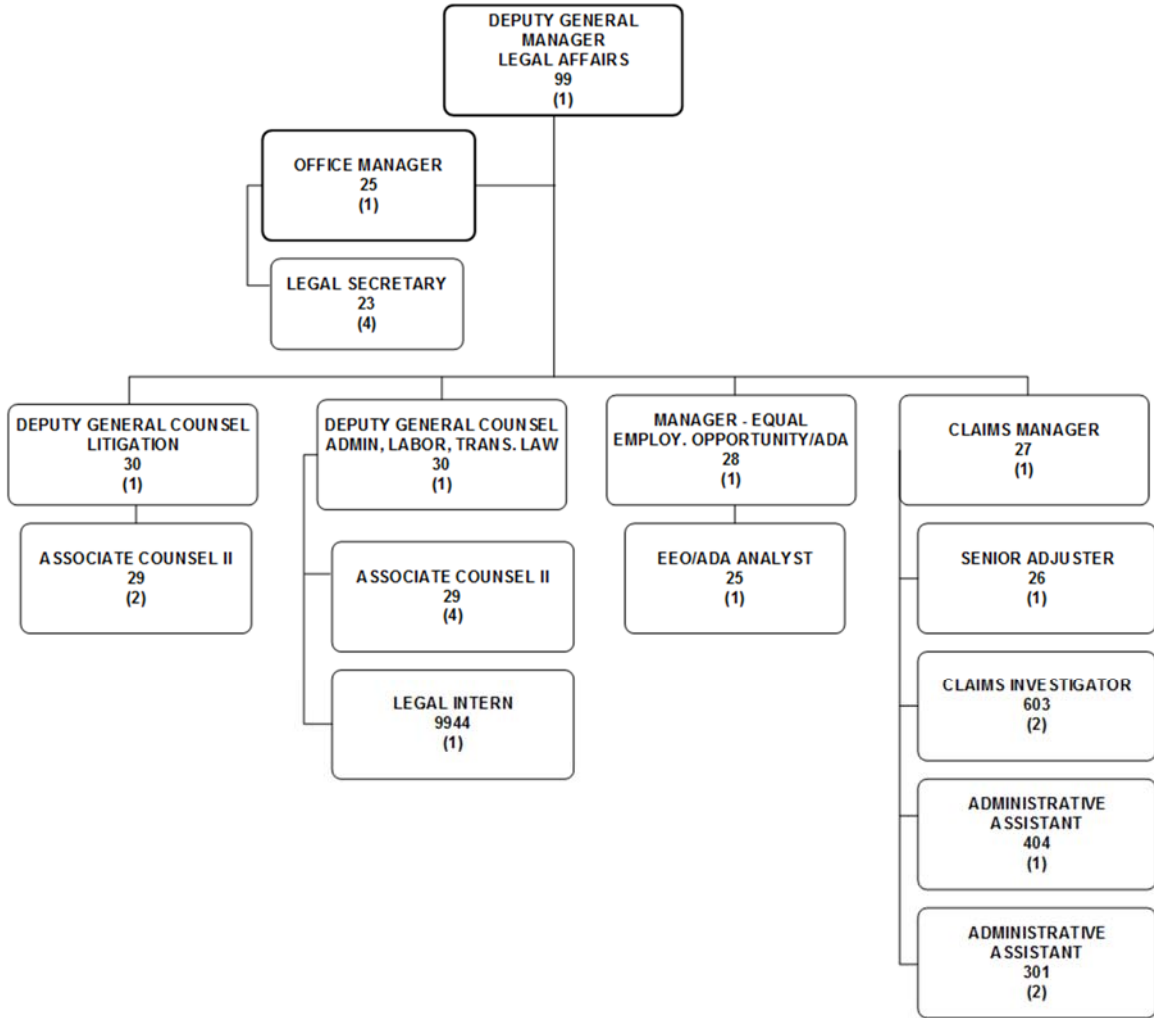 DEPUTY GENERAL
MANAGER
LEGAL AFFAIRS
99
(1)
OFFICE MANAGER
25
(1)
LEGAL SECRETARY
23
(4)
DEPUTY GENERAL COUNSEL
LITIGATION
30
(1)
ASSOCIATE COUNSEL II
29
(2)
DEPUTY GENERAL COUNSEL
ADMIN, LABOR, TRANS. LAW
30
(1)
ASSOCIATE COUNSEL II
29
(4)
LEGAL INTERN
9944
(1)
MANAGER - EQUAL
EMPLOY. OPPORTUNITY/ADA
28
(1)
EEO/ADA ANALYST
25
(1)
CLAIMS MANAGER
27
(1)
SENIOR ADJUSTER
26
(1)
CLAIMS INVESTIGATOR
603
(2)
ADMINISTRATIVE
ASSISTANT
404
(1)
ADMINISTRATIVE
ASSISTANT
301
(2)